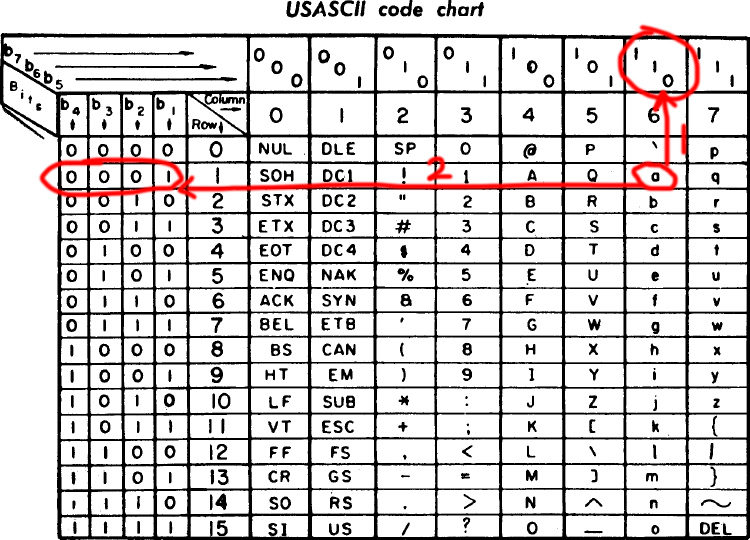 USASCII code chart
b7 b6 b5 0 0 0 0 0 1 0 1 0 0 1 1 1 0 0 1 0 1 1 1 0 1 1 1
Bits b4 b3 b2 b1 Column Row 0 1 2 3 4 5 6 7
0 0 0 0 0 NUL DLE SP 0 @ P ` p
0 0 0 1 1 SOH DC1 ! 2 1 A Q a q 1
0 0 1 0 2 STX DC2 " 2 B R b r
0 0 1 1 3 ETX DC3 # 3 C S c s
0 1 0 0 4 EOT DC4 $ 4 D T d t
0 1 0 1 5 ENQ NAK % 5 E U e u
0 1 1 0 6 ACK SYN & 6 F V f v
0 1 1 1 7 BEL ETB ' 7 G W g w
1 0 0 0 8 BS CAN ( 8 H X h x
1 0 0 1 9 HT EM ) 9 I Y i y
1 0 1 0 10 LF SUB * : J Z j z
1 0 1 1 11 VT ESC + ; K [ k {
1 1 0 0 12 FF FS , < L \ l |
1 1 0 1 13 CR GS - = M ] m }
1 1 1 0 14 SO RS . > N ^ n ~
1 1 1 1 15 SI US / ? O _ o DEL